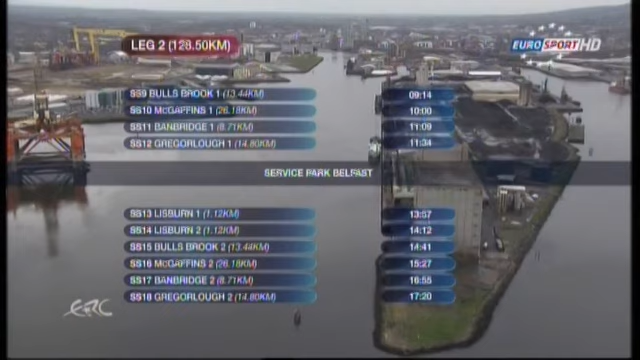 LEG 2 (128.50KM)
EUROSPORT HD
SS9 BULLS BROOK 1 (13.44KM) 09:14
SS10 McGAFFINS 1 (26.18KM) 10:00
SS11 BANBRIDGE 1 (8.71KM) 11:09
SS12 GREGORLOUGH 1 (14.80KM) 11:34
SERVICE PARK BELFAST
SS13 LISBURN 1 (1.12KM) 13:57
SS14 LISBURN 2 (1.12KM) 14:12
SS15 BULLS BROOK 2 (13.44KM) 14:41
SS16 McGAFFINS 2 (26.18KM) 15:27
SS17 BANBRIDGE 2 (8.71KM) 16:55
SS18 GREGORLOUGH 2 (14.80KM) 17:20
ERC